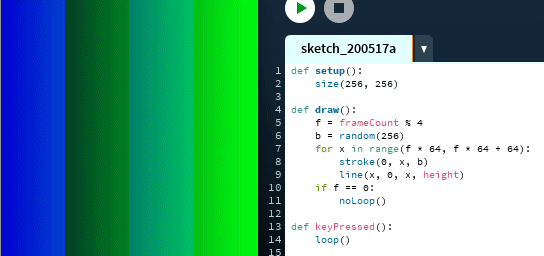 sketch_200517a ▼
1 def setup():
2     size(256, 256)
3
4 def draw():
5     f = frameCount % 4
6     b = random(256)
7     for x in range(f * 64, f * 64 + 64):
8         stroke(0, x, b)
9         line(x, 0, x, height)
10     if f == 0:
11         noLoop()
12
13 def keyPressed():
14     loop()
15